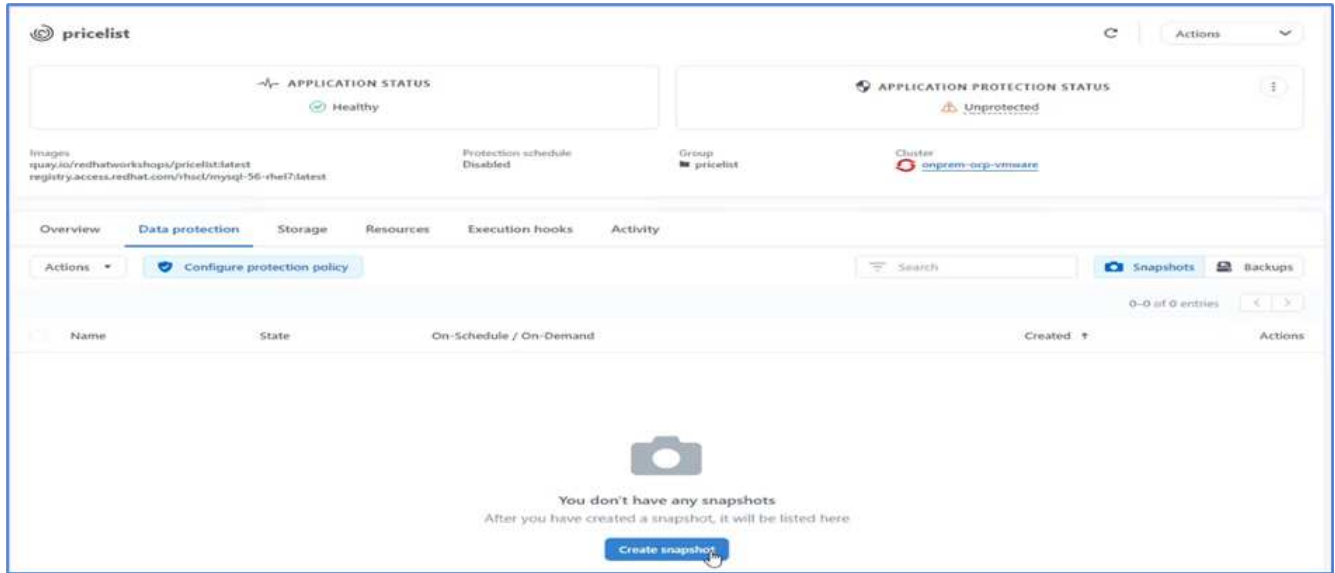 pricelist
Actions
APPLICATION STATUS
Healthy
APPLICATION PROTECTION STATUS
Unprotected
Images
quay.io/redhatworkshops/pricelist:latest
registry.access.redhat.com/rhscl/mysql-56-rhel7:latest
Protection schedule
Disabled
Group
pricelist
Cluster
onprem-ocp-vmware
Overview Data protection Storage Resources Execution hooks Activity
Actions Configure protection policy Search Snapshots Backups
0-0 of 0 entries
Name State On-Schedule / On-Demand Created ↑ Actions
You don't have any snapshots
After you have created a snapshot, it will be listed here
Create snapshot